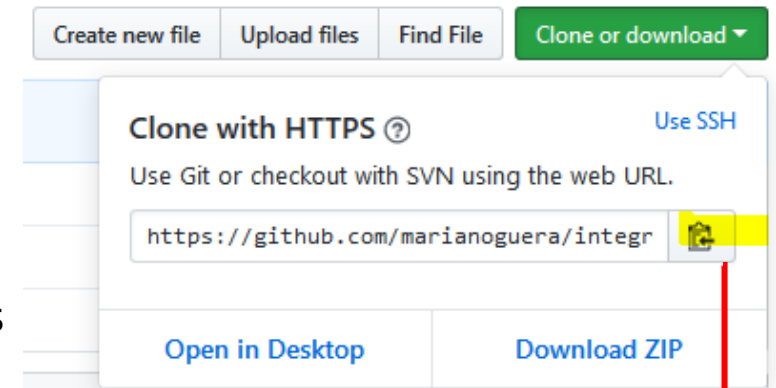 Create new file Upload files Find File Clone or download
Clone with HTTPS ? Use SSH
Use Git or checkout with SVN using the web URL.
https://github.com/marianoguera/integr
s
Open in Desktop Download ZIP